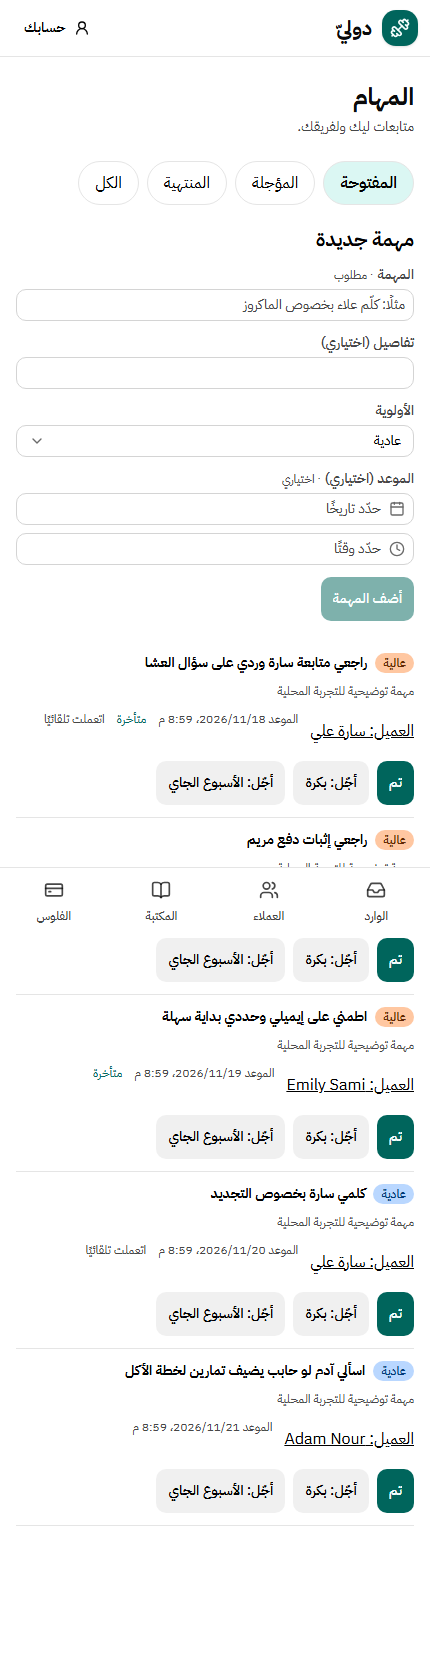 دوليّ
حسابك
المهام
متابعات ليك ولفريقك.
المفتوحة
المؤجلة
المنتهية
الكل
مهمة جديدة
المهمة · مطلوب
مثلًا: كلّم علاء بخصوص الماكروز
تفاصيل (اختياري)
الأولوية
عادية
الموعد (اختياري) · اختياري
حدّد تاريخًا
حدّد وقتًا
أضف المهمة
عالية راجعي متابعة سارة وردي على سؤال العشا
مهمة توضيحية للتجربة المحلية
العميل: سارة علي الموعد 2026/11/18، 8:59 م متأخرة اتعملت تلقائيًا
تم أجّل: بكرة أجّل: الأسبوع الجاي
عالية راجعي إثبات دفع مريم
الوارد
العملاء
المكتبة
الفلوس
تم أجّل: بكرة أجّل: الأسبوع الجاي
عالية اطمني على إيميلي وحددي بداية سهلة
مهمة توضيحية للتجربة المحلية
العميل: Emily Sami الموعد 2026/11/19، 8:59 م متأخرة
تم أجّل: بكرة أجّل: الأسبوع الجاي
عادية كلمي سارة بخصوص التجديد
مهمة توضيحية للتجربة المحلية
العميل: سارة علي الموعد 2026/11/20، 8:59 م اتعملت تلقائيًا
تم أجّل: بكرة أجّل: الأسبوع الجاي
عادية اسألي آدم لو حابب يضيف تمارين لخطة الأكل
مهمة توضيحية للتجربة المحلية
العميل: Adam Nour الموعد 2026/11/21، 8:59 م
تم أجّل: بكرة أجّل: الأسبوع الجاي